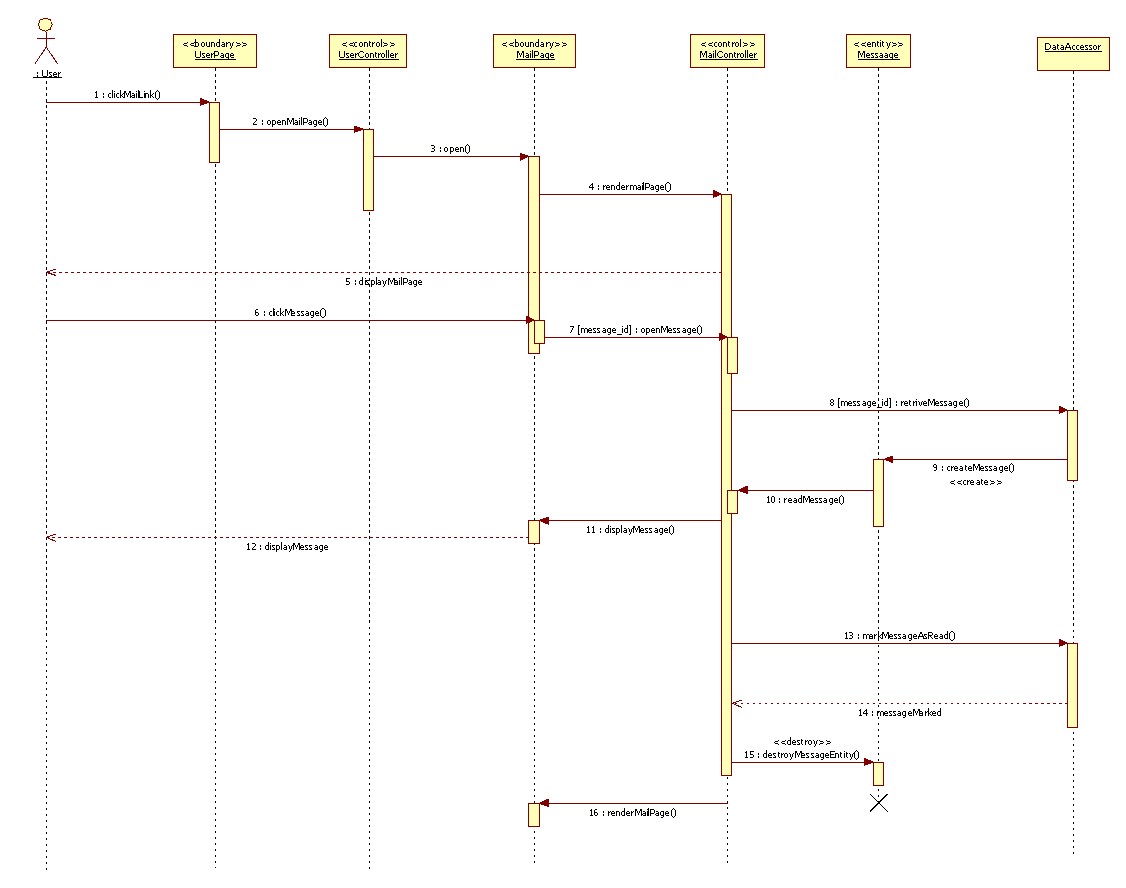 : User
<<boundary>>
UserPage
<<control>>
UserController
<<boundary>>
MailPage
<<control>>
MailController
<<entity>>
Messaage
DataAccessor
1 : clickMailLink()
2 : openMailPage()
3 : open()
4 : rendermailPage()
5 : displayMailPage
6 : clickMessage()
7 [message_id] : openMessage()
8 [message_id] : retriveMessage()
9 : createMessage()
<<create>>
10 : readMessage()
11 : displayMessage()
12 : displayMessage
13 : markMessageAsRead()
14 : messageMarked
<<destroy>>
15 : destroyMessageEntity()
16 : renderMailPage()